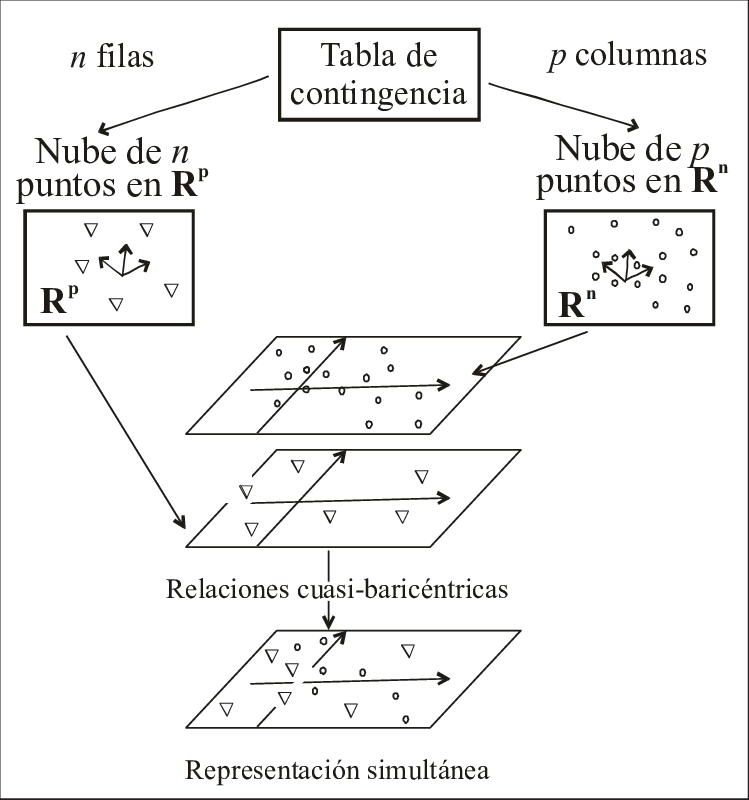 n filas
Tabla de
contingencia
p columnas
Nube de n
puntos en Rᵖ
Nube de p
puntos en Rⁿ
Rᵖ
Rⁿ
Relaciones cuasi-baricéntricas
Representación simultánea